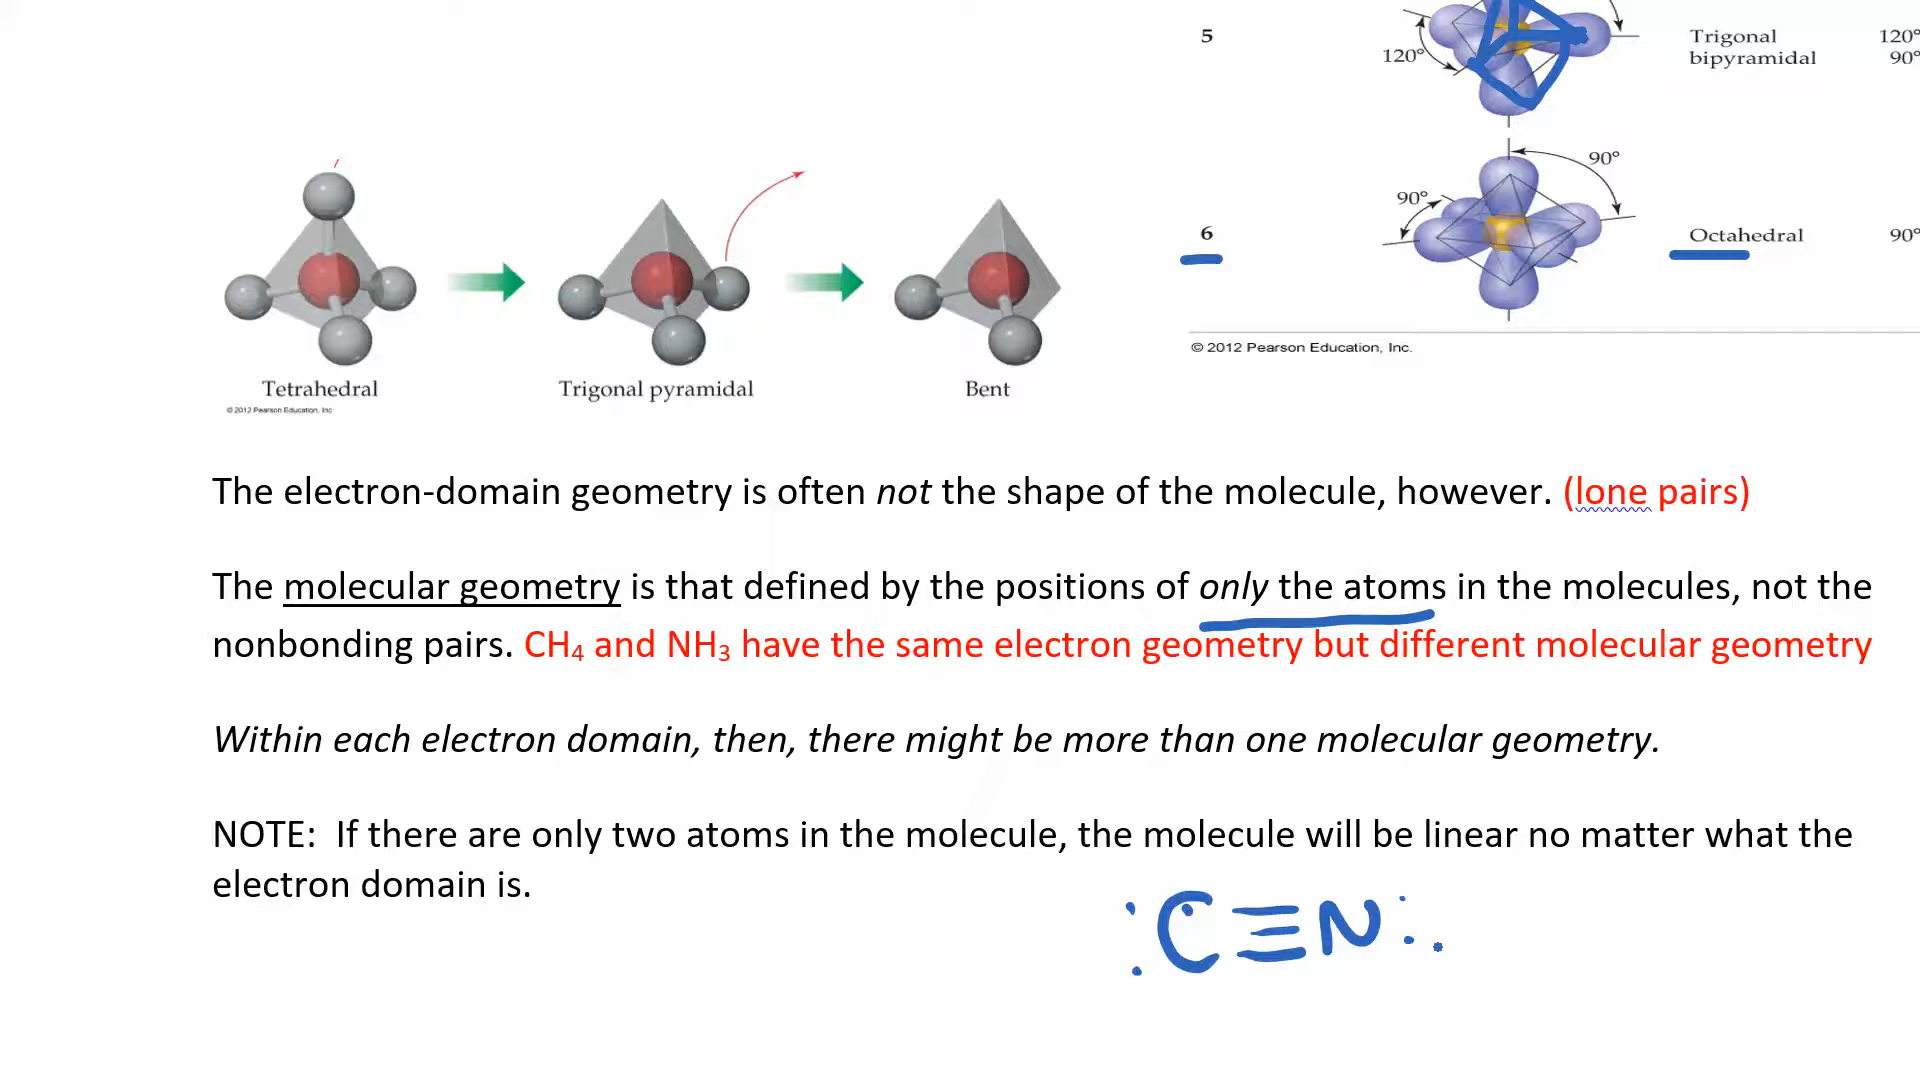 5
120°
Trigonal
bipyramidal
120°
90°
90°
90°
6
Octahedral
90°
© 2012 Pearson Education, Inc.
Tetrahedral
Trigonal pyramidal
Bent
© 2012 Pearson Education, Inc
The electron-domain geometry is often not the shape of the molecule, however. (lone pairs)
The molecular geometry is that defined by the positions of only the atoms in the molecules, not the
nonbonding pairs. CH₄ and NH₃ have the same electron geometry but different molecular geometry
Within each electron domain, then, there might be more than one molecular geometry.
NOTE:  If there are only two atoms in the molecule, the molecule will be linear no matter what the
electron domain is.
:C≡N: